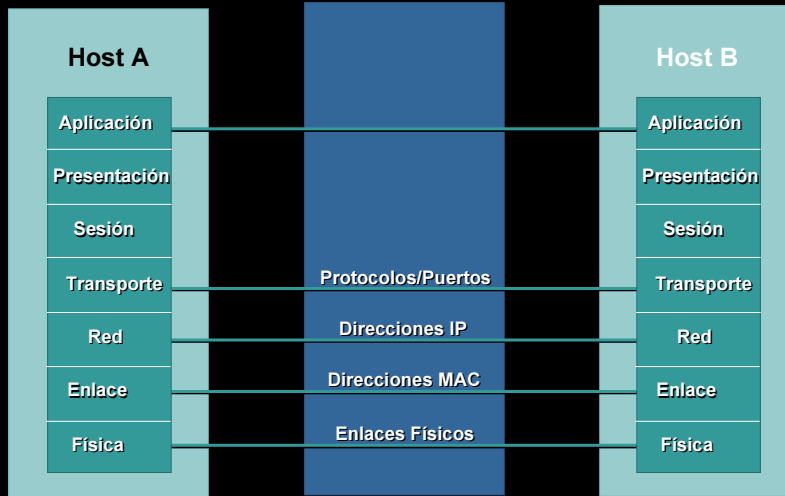 Host A
Aplicación
Presentación
Sesión
Transporte
Red
Enlace
Física
Protocolos/Puertos
Direcciones IP
Direcciones MAC
Enlaces Físicos
Host B
Aplicación
Presentación
Sesión
Transporte
Red
Enlace
Física